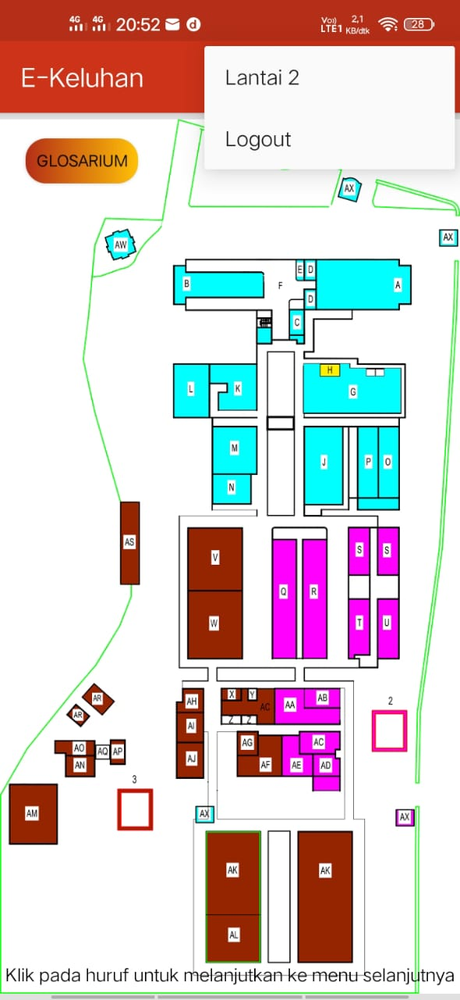 4G 4G 20:52 d Vo)) LTE1 2,1 KB/dtk 28
E-Keluhan
Lantai 2
Logout
GLOSARIUM
AX
AX
AW
E D
B F A
D
C
H
L K G
M J P O
N
AS
S S
V
Q R
W T U
AR X Y AB
AH AC AA
AR 2
Z Z
AI
AG AC
AO AQ AP
AJ AF AE AD
AN
3
AM AX AX
AK AK
AL
Klik pada huruf untuk melanjutkan ke menu selanjutnya